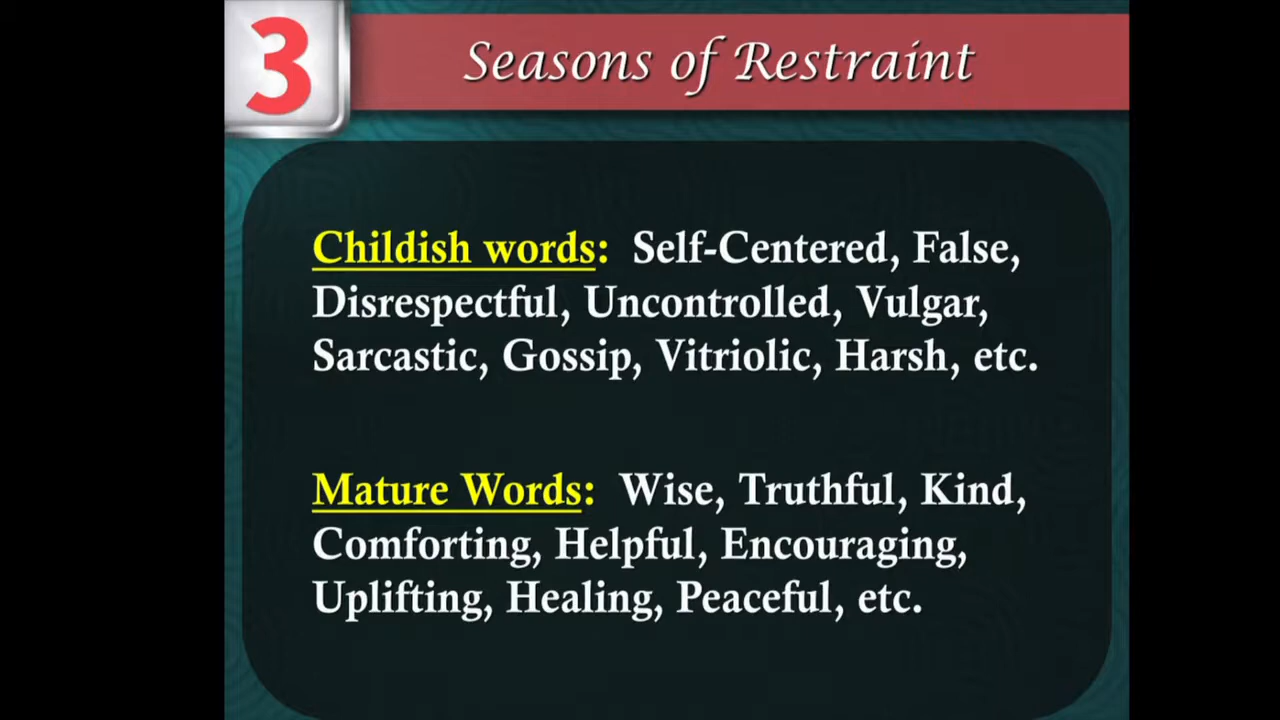 3
Seasons of Restraint
Childish words: Self-Centered, False,
Disrespectful, Uncontrolled, Vulgar,
Sarcastic, Gossip, Vitriolic, Harsh, etc.
Mature Words: Wise, Truthful, Kind,
Comforting, Helpful, Encouraging,
Uplifting, Healing, Peaceful, etc.